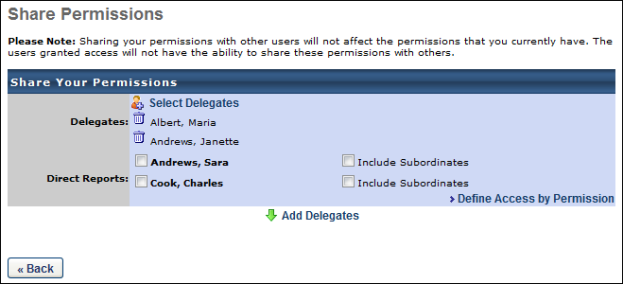 Share Permissions
Please Note: Sharing your permissions with other users will not affect the permissions that you currently have. The
users granted access will not have the ability to share these permissions with others.
Share Your Permissions
Select Delegates
Delegates: Albert, Maria
Andrews, Janette
Andrews, Sara Include Subordinates
Direct Reports: Cook, Charles Include Subordinates
› Define Access by Permission
Add Delegates
« Back